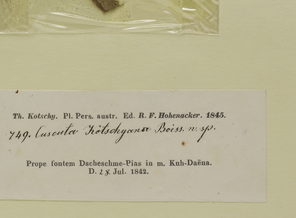 Th. Kotschy. Pl. Pers. austr. Ed. R. F. Hohenacker. 1845.
749. Cuscuta Kotschyana Boiss. n. sp.
Prope fontem Dscheschme-Pias in m. Kuh-Daëna.
D. 18 Jul. 1842.